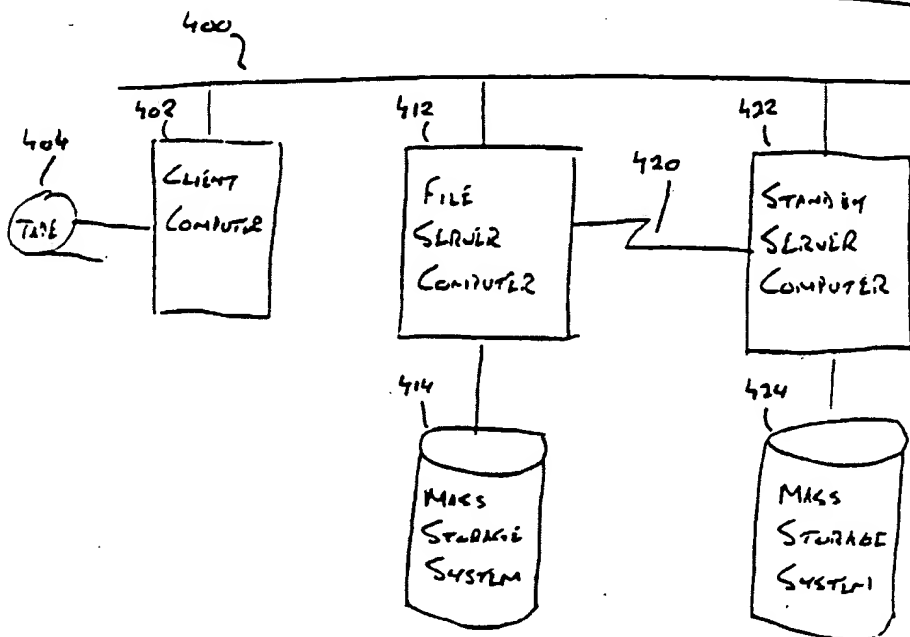 400
402
412
422
404
420
TAPE
CLIENT
COMPUTER
FILE
SERVER
COMPUTER
STANDBY
SERVER
COMPUTER
414
424
MASS
STORAGE
SYSTEM
MASS
STORAGE
SYSTEM